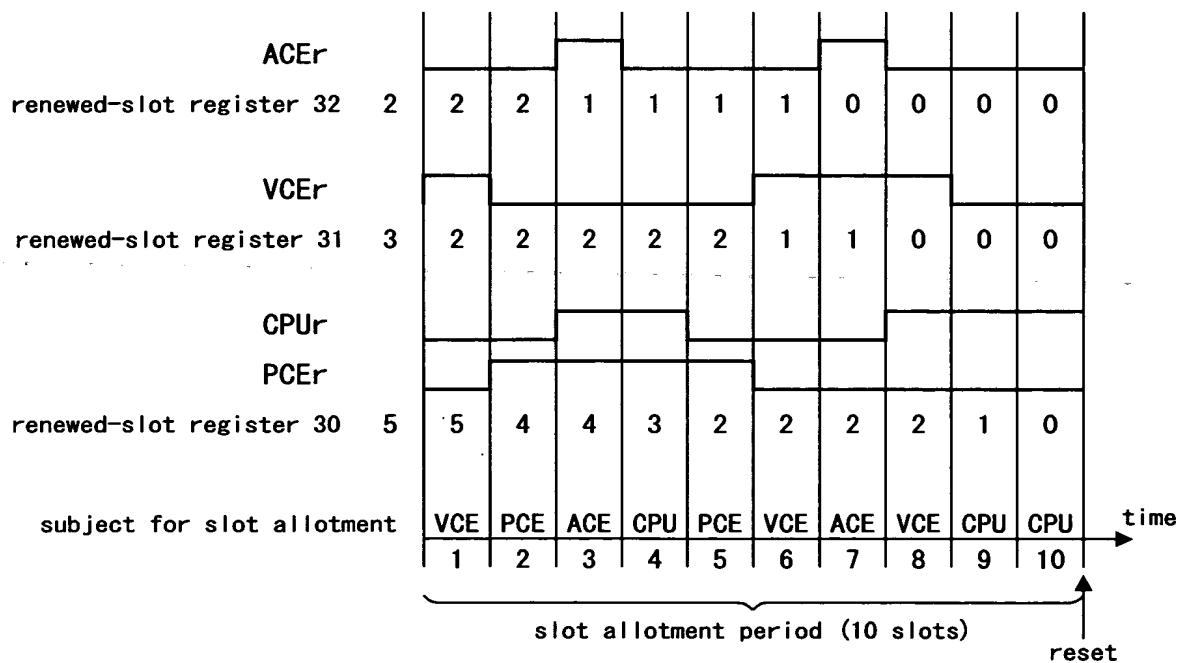 ACEr
renewed-slot register 32 2 2 2 1 1 1 1 0 0 0 0
VCEr
renewed-slot register 31 3 2 2 2 2 2 1 1 0 0 0
CPUr
PCEr
renewed-slot register 30 5 5 4 4 3 2 2 2 2 1 0
subject for slot allotment VCE PCE ACE CPU PCE VCE ACE VCE CPU CPU time
1 2 3 4 5 6 7 8 9 10
slot allotment period (10 slots)
reset